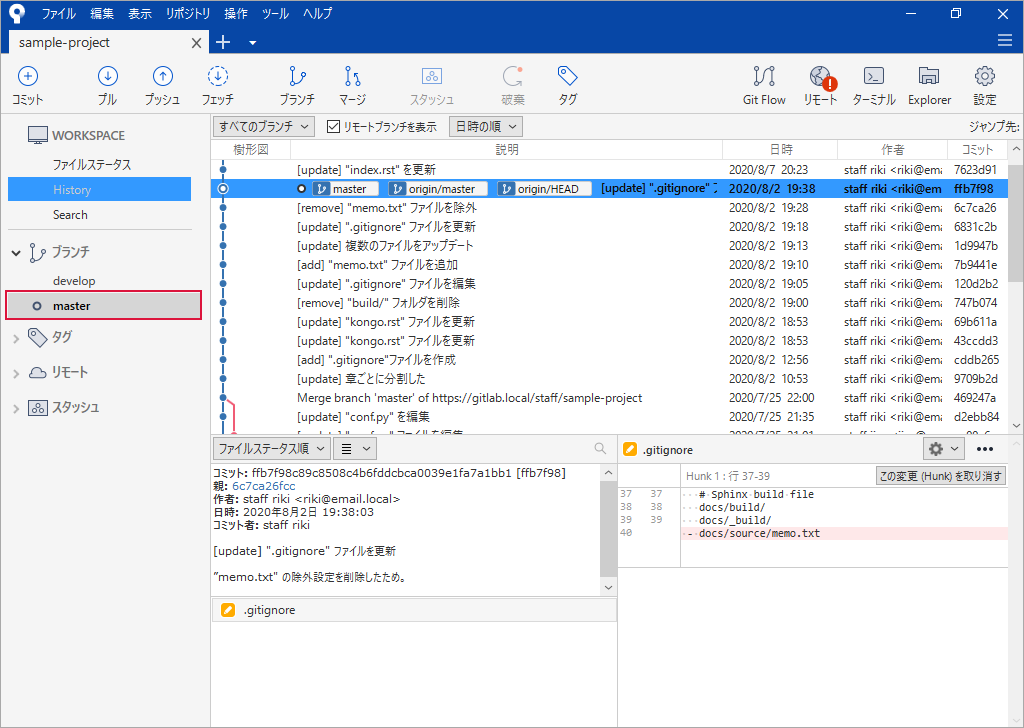 ファイル 編集 表示 リポジトリ 操作 ツール ヘルプ
sample-project
コミット プル プッシュ フェッチ ブランチ マージ スタッシュ 破棄 タグ Git Flow リモート ターミナル Explorer 設定
WORKSPACE
ファイルステータス
History
Search
ブランチ
develop
master
タグ
リモート
スタッシュ
すべてのブランチ リモートブランチを表示 日時の順 ジャンプ先:
樹形図 説明 日時 作者 コミット
[update] "index.rst" を更新 2020/8/7 20:23 staff riki <riki@ema 7623d91
master origin/master origin/HEAD [update] ".gitignore" 2020/8/2 19:38 staff riki <riki@em ffb7f98
[remove] "memo.txt" ファイルを除外 2020/8/2 19:28 staff riki <riki@ema 6c7ca26
[update] ".gitignore" ファイルを更新 2020/8/2 19:18 staff riki <riki@ema 6831c2b
[update] 複数のファイルをアップデート 2020/8/2 19:13 staff riki <riki@ema 1d9947b
[add] "memo.txt" ファイルを追加 2020/8/2 19:10 staff riki <riki@ema 7b9441e
[update] ".gitignore" ファイルを編集 2020/8/2 19:05 staff riki <riki@ema 120d2b2
[remove] "build/" フォルダを削除 2020/8/2 19:00 staff riki <riki@ema 747b074
[update] "kongo.rst" ファイルを更新 2020/8/2 18:53 staff riki <riki@ema 69b611a
[update] "kongo.rst" ファイルを更新 2020/8/2 18:53 staff riki <riki@ema 43ccdd3
[add] ".gitignore"ファイルを作成 2020/8/2 12:56 staff riki <riki@ema cddb265
[update] 章ごとに分割した 2020/8/2 10:53 staff riki <riki@ema 9709b2d
Merge branch 'master' of https://gitlab.local/staff/sample-project 2020/7/25 22:00 staff riki <riki@ema 469247a
[update] "conf.py" を編集 2020/7/25 21:35 staff riki <riki@ema d2ebb84
ファイルステータス順
コミット: ffb7f98c89c8508c4b6fddcbca0039e1fa7a1bb1 [ffb7f98]
親: 6c7ca26fcc
作者: staff riki <riki@email.local>
日時: 2020年8月2日 19:38:03
コミット者: staff riki
[update] ".gitignore" ファイルを更新
"memo.txt" の除外設定を削除したため。
.gitignore
.gitignore
Hunk 1 : 行 37-39 この変更 (Hunk) を取り消す
37 37 # Sphinx build file
38 38 docs/build/
39 39 docs/_build/
40 - docs/source/memo.txt